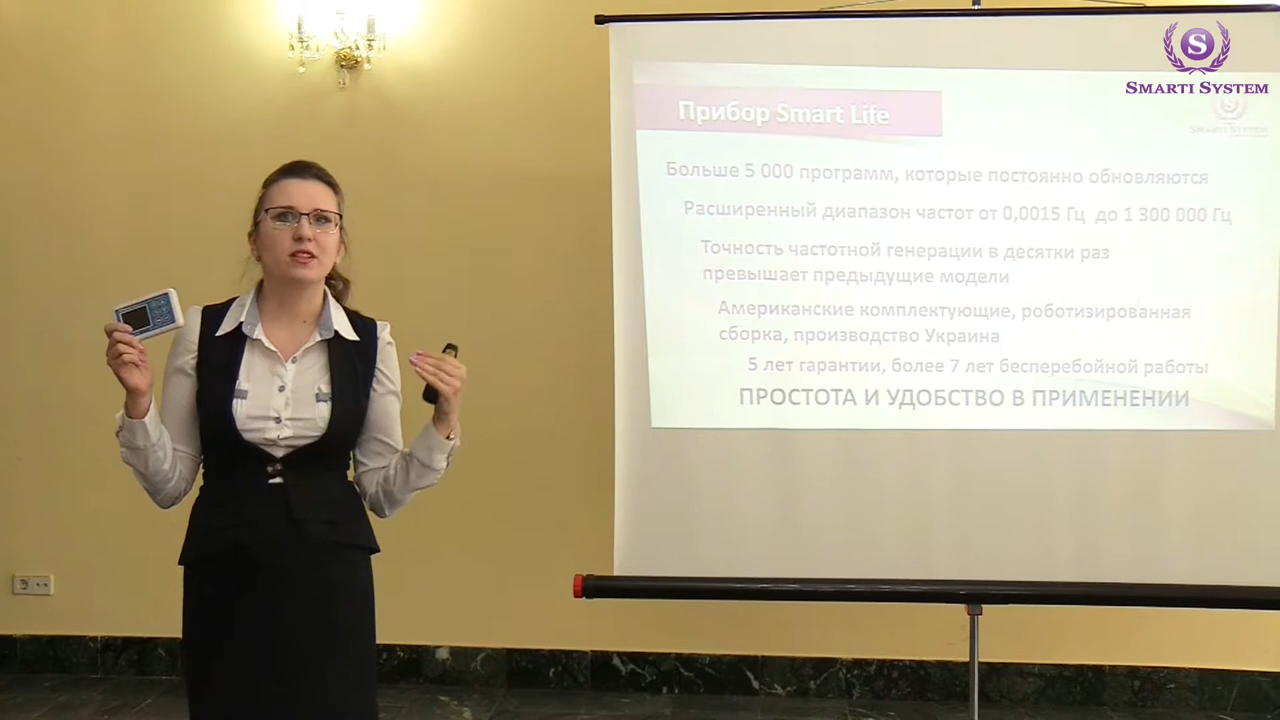 S
SMARTI SYSTEM
Прибор Smart Life
SMARTI SYSTEM
Больше 5 000 программ, которые постоянно обновляются
Расширенный диапазон частот от 0,0015 Гц до 1 300 000 Гц
Точность частотной генерации в десятки раз
превышает предыдущие модели
Американские комплектующие, роботизированная
сборка, производство Украина
5 лет гарантии, более 7 лет бесперебойной работы
ПРОСТОТА И УДОБСТВО В ПРИМЕНЕНИИ